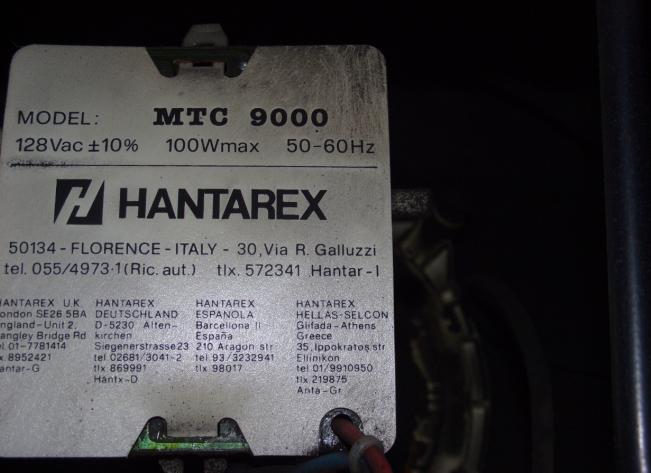 MODEL: MTC 9000
128Vac ±10% 100Wmax 50-60Hz
HANTAREX
50134 - FLORENCE - ITALY - 30, Via R. Galluzzi
tel. 055/4973·1 (Ric. aut.) tlx. 572341 Hantar-I
HANTAREX U.K.
London SE26 5BA
England-Unit 2,
Langley Bridge Rd
tel. 01-7781414
tlx. 8952421
Hantar-G
HANTAREX
DEUTSCHLAND
D-5230 Alten-
kirchen
Siegenerstrasse23
tel. 02681/3041-2
tlx 869991
Hantx-D
HANTAREX
ESPANOLA
Barcellona II
España
210 Aragon str
tel 93/3232941
tlx 98017
HANTAREX
HELLAS-SELCON
Glifada-Athens
Greece
35, Ippokratos str
Ellinikon
tel 01/9910950
tlx 219875
Anta-Gr